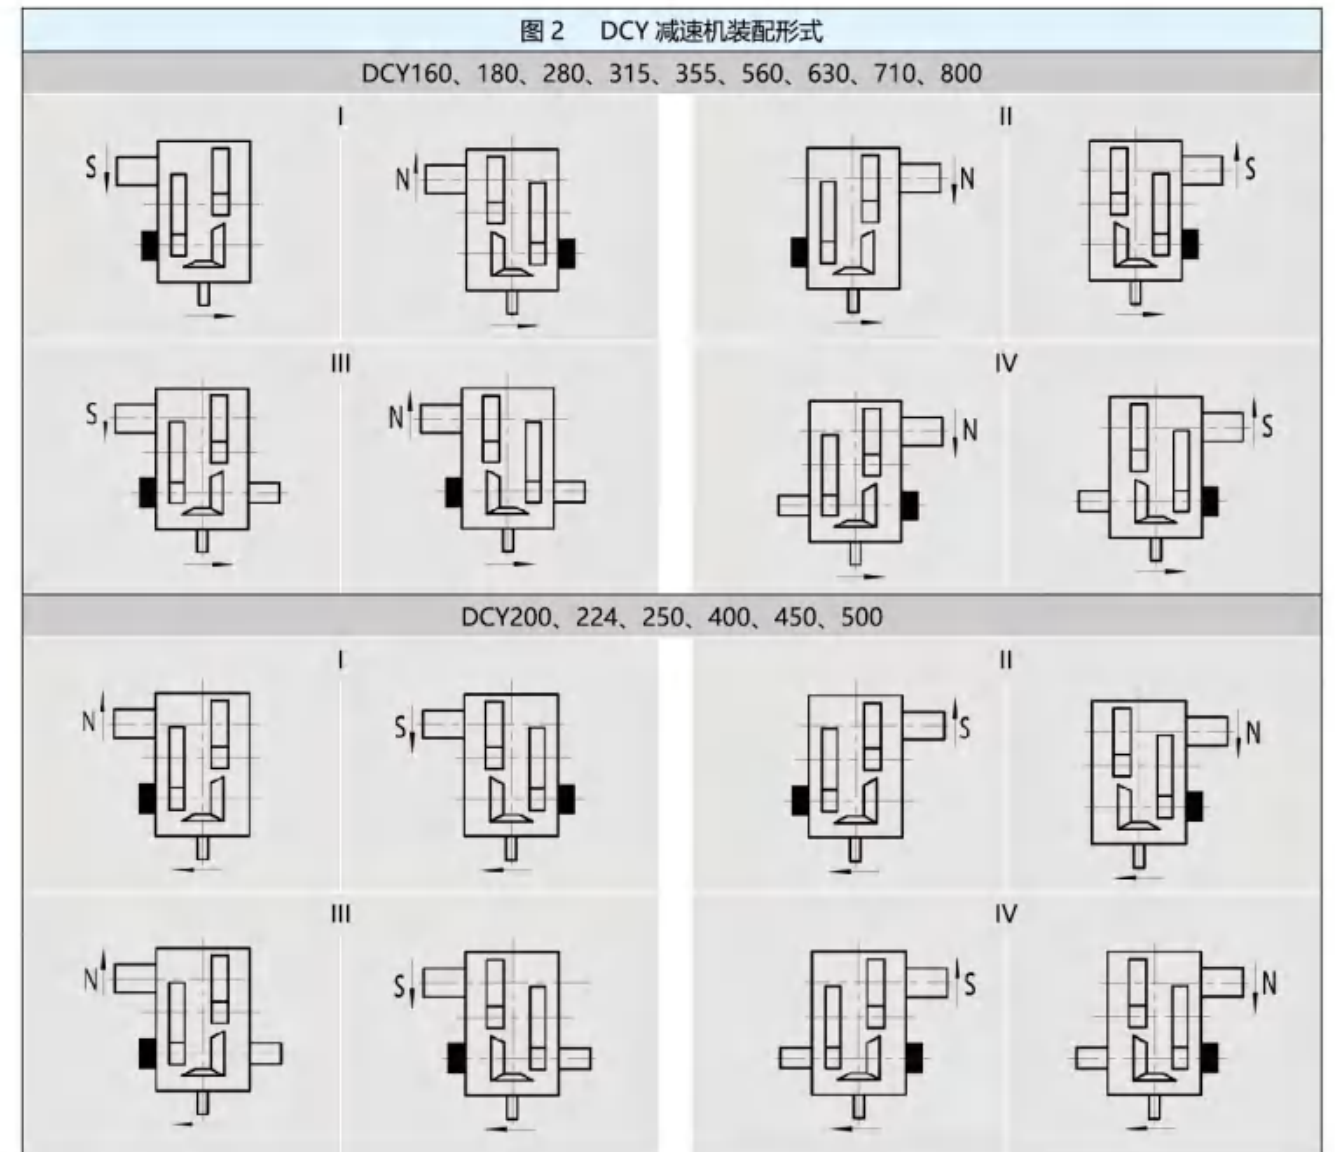 图 2 DCY 减速机装配形式
DCY160、180、280、315、355、560、630、710、800
I
II
S
N
N
S
III
IV
S
N
N
S
DCY200、224、250、400、450、500
I
II
N
S
S
N
III
IV
N
S
S
N